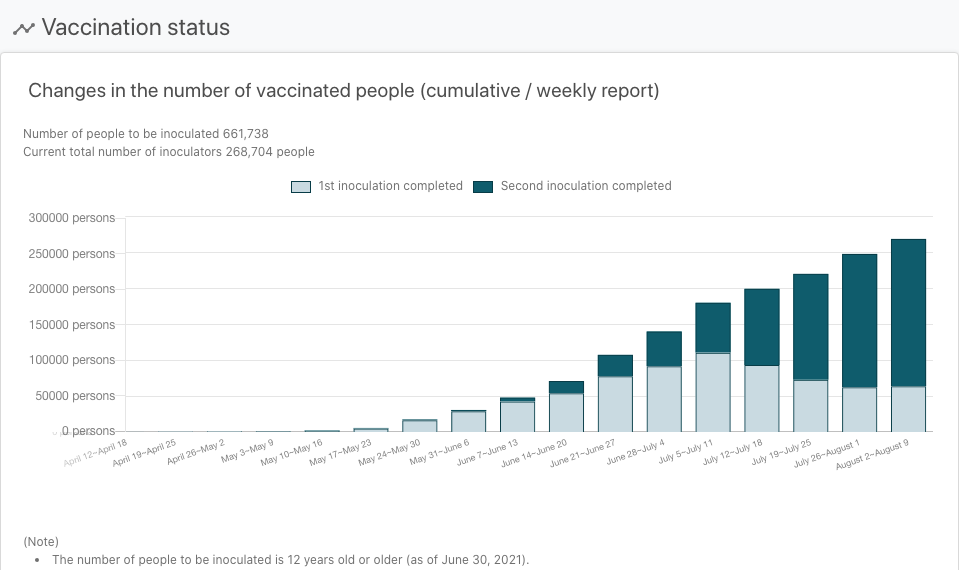 Vaccination status
Changes in the number of vaccinated people (cumulative / weekly report)
Number of people to be inoculated 661,738
Current total number of inoculators 268,704 people
1st inoculation completed Second inoculation completed
300000 persons
250000 persons
200000 persons
150000 persons
100000 persons
50000 persons
0 persons
April 12~April 18
April 19~April 25
April 26~May 2
May 3~May 9
May 10~May 16
May 17~May 23
May 24~May 30
May 31~June 6
June 7~June 13
June 14~June 20
June 21~June 27
June 28~July 4
July 5~July 11
July 12~July 18
July 19~July 25
July 26~August 1
August 2~August 9
(Note)
• The number of people to be inoculated is 12 years old or older (as of June 30, 2021).